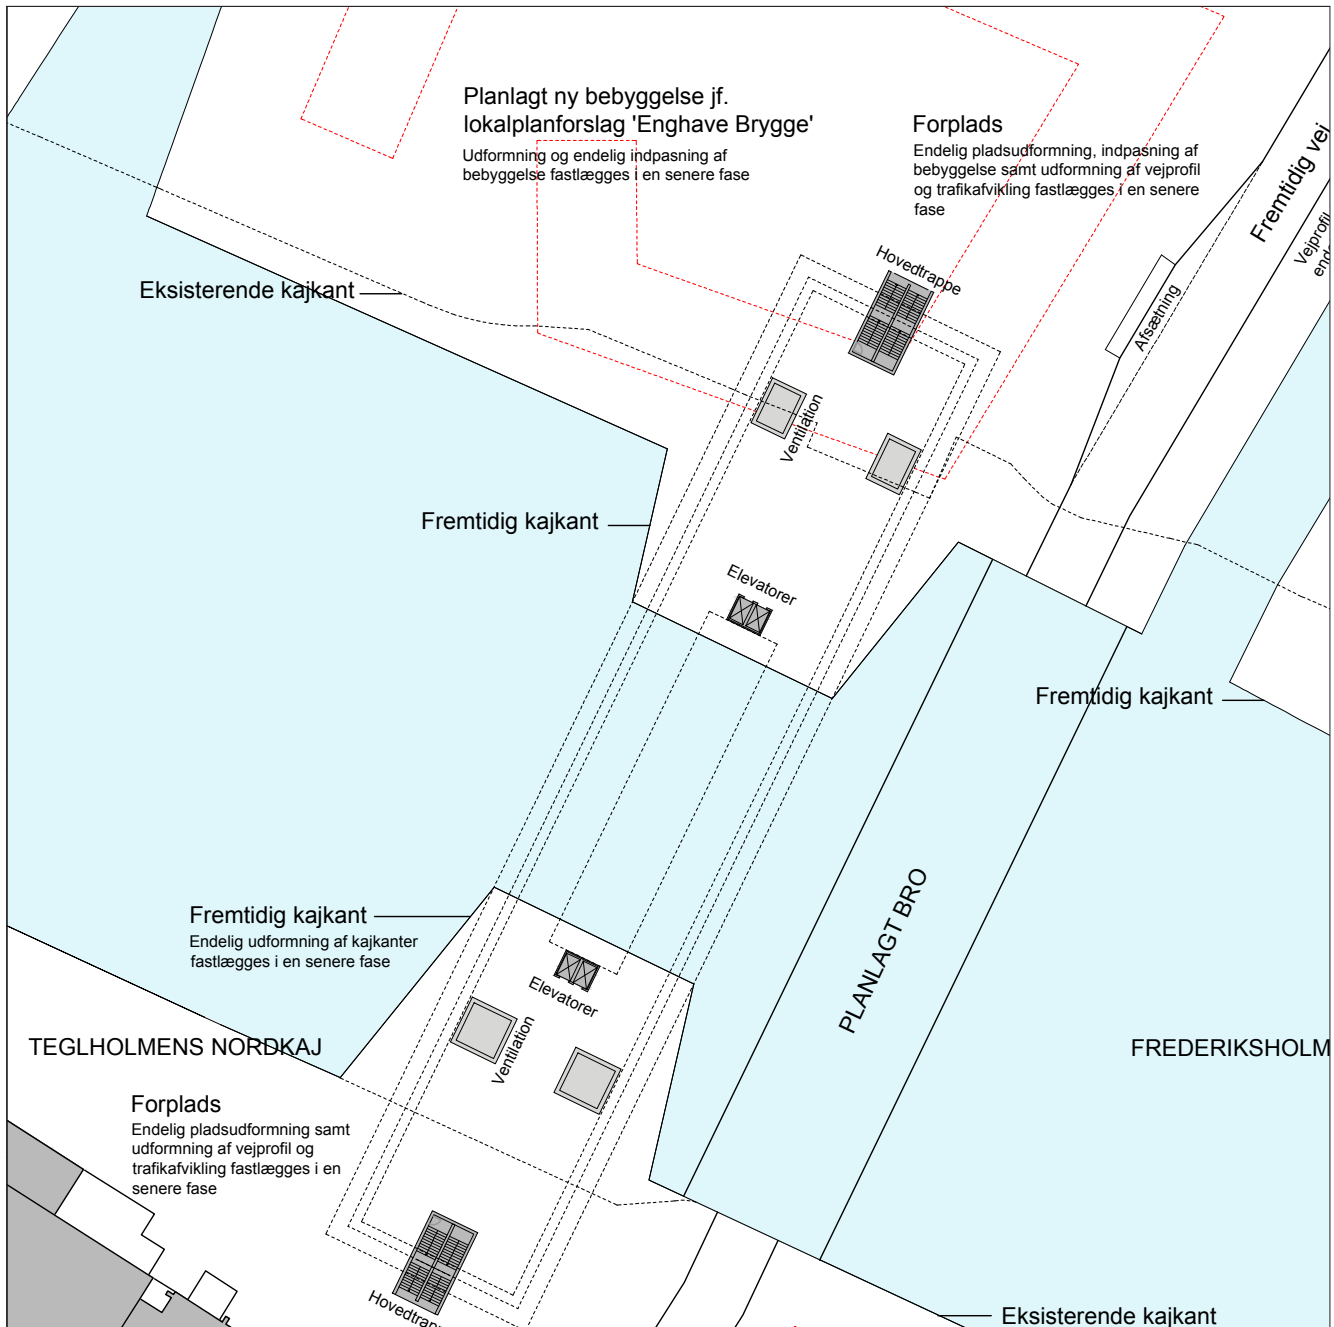 Planlagt ny bebyggelse jf.
lokalplanforslag 'Enghave Brygge'
Udformning og endelig indpasning af
bebyggelse fastlægges i en senere fase
Forplads
Endelig pladsudformning, indpasning af
bebyggelse samt udformning af vejprofil
og trafikafvikling fastlægges i en senere
fase
Fremtidig vej
Vejprofil
Hovedtrappe
Eksisterende kajkant
Afsætning
Ventilation
Fremtidig kajkant
Elevatorer
Fremtidig kajkant
PLANLAGT BRO
Fremtidig kajkant
Endelig udformning af kajkanter
fastlægges i en senere fase
Elevatorer
Ventilation
TEGLHOLMENS NORDKAJ
FREDERIKSHOLM
Forplads
Endelig pladsudformning samt
udformning af vejprofil og
trafikafvikling fastlægges i en
senere fase
Hovedtrapp
Eksisterende kajkant